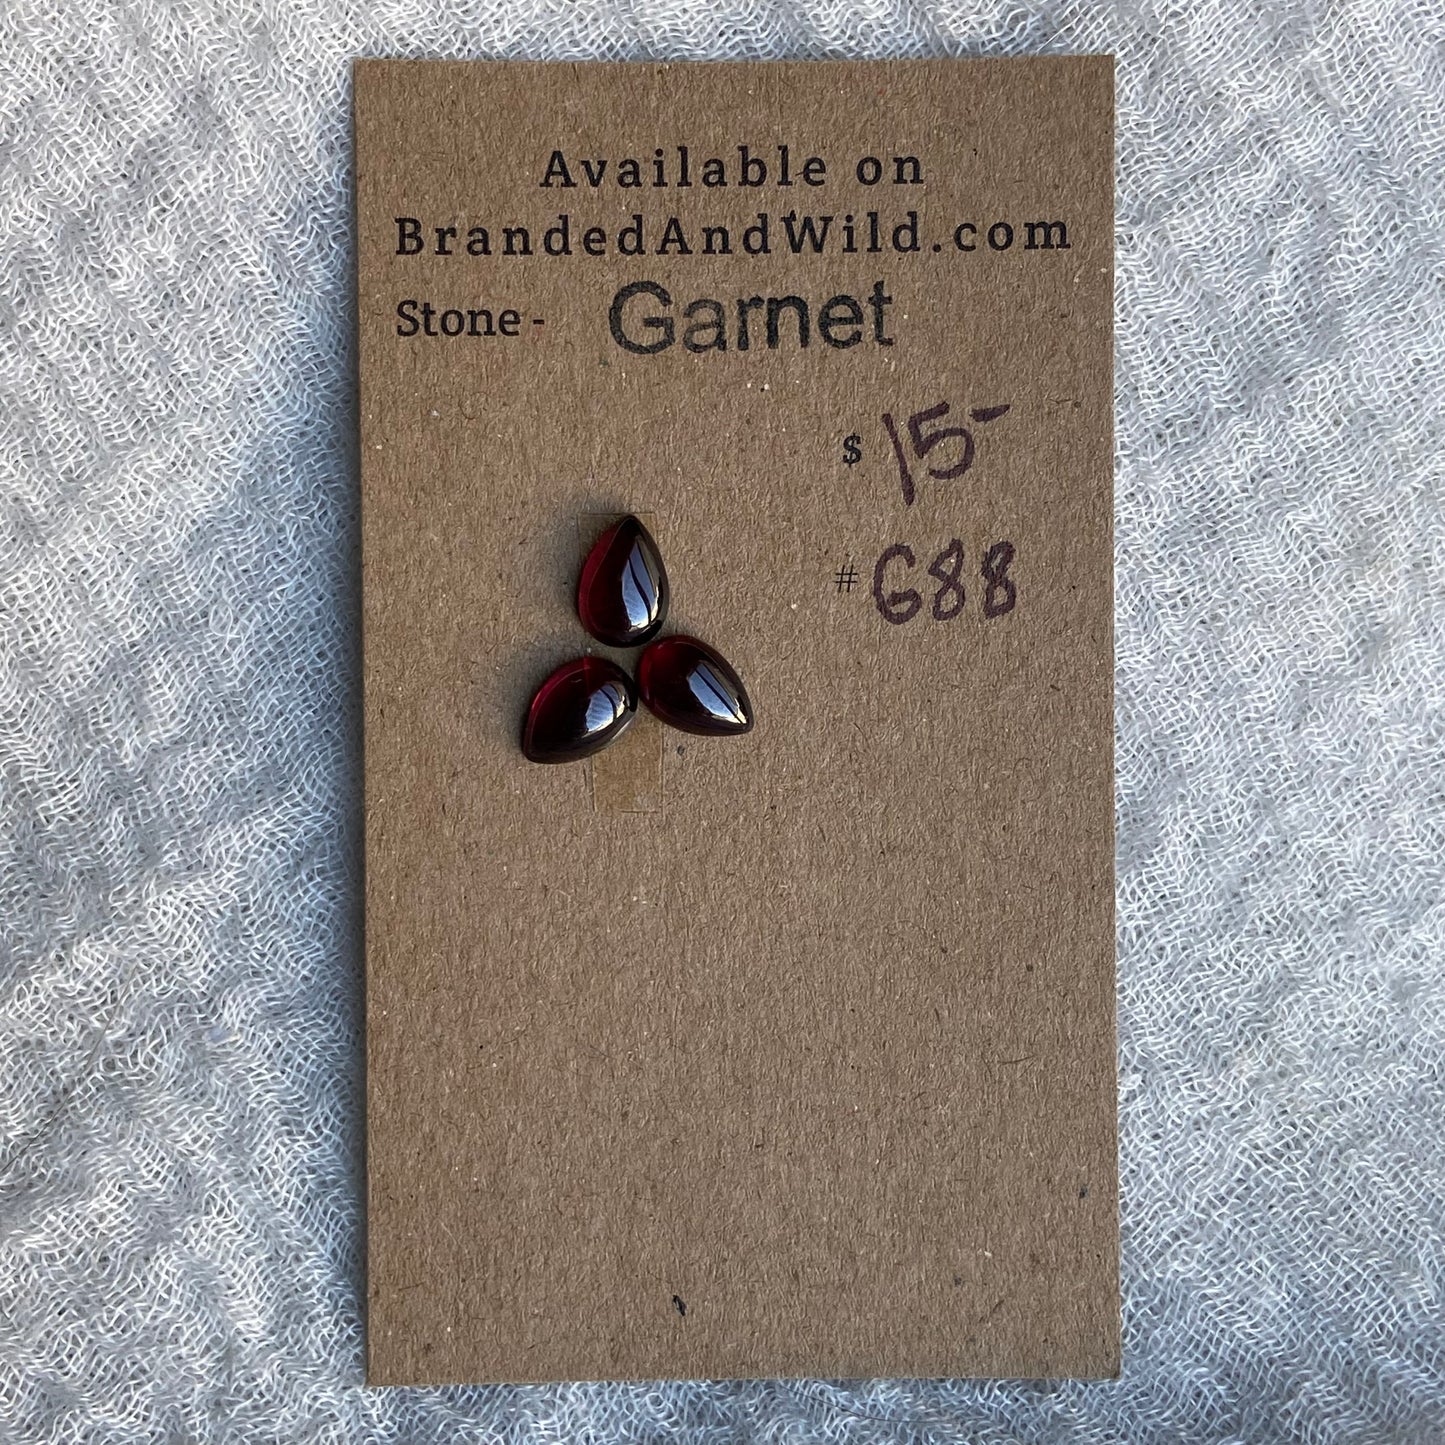 Available on
BrandedAndWild.com
Stone - Garnet
$ 15-
# G88